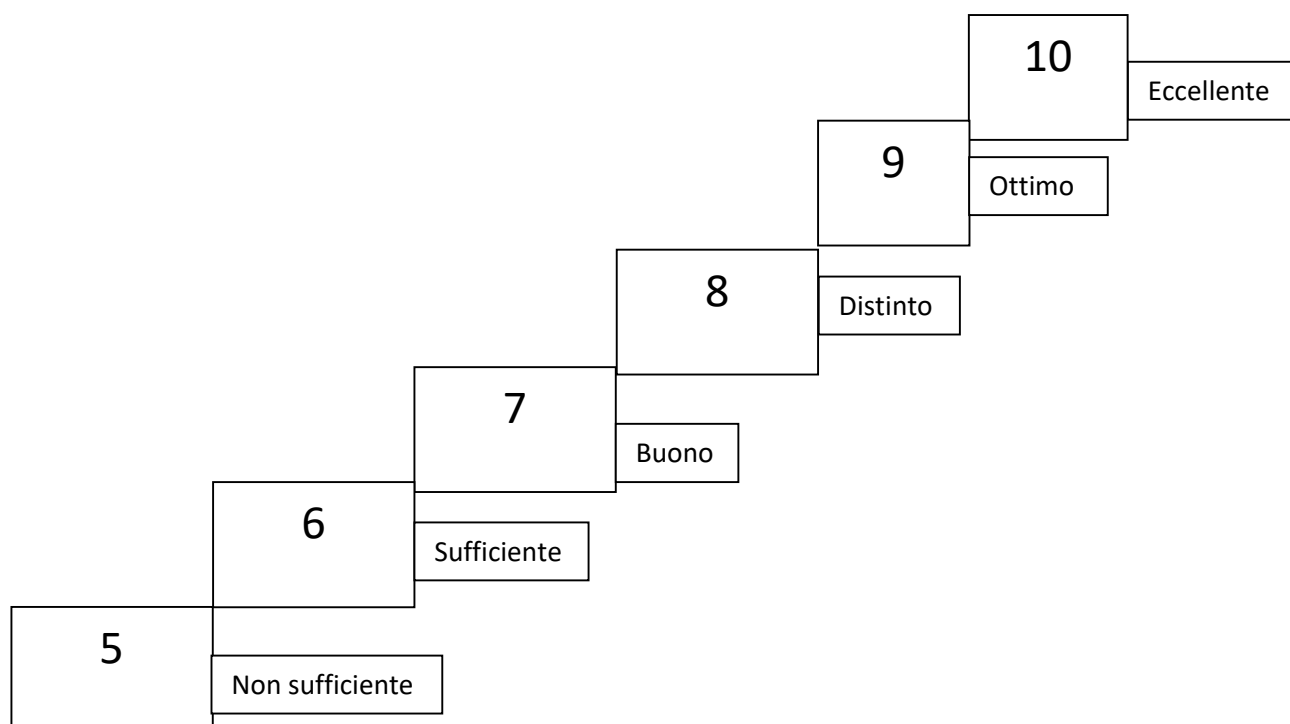 10
Eccellente
9
Ottimo
8
Distinto
7
Buono
6
Sufficiente
5
Non sufficiente